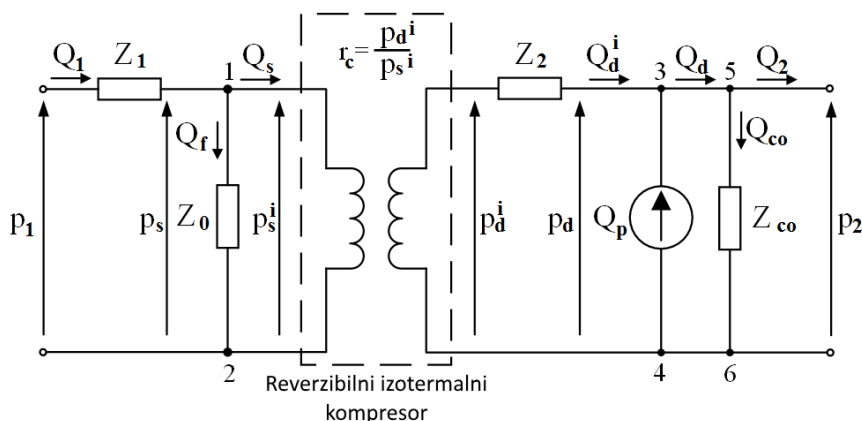 Q1 Z1 1 Qs
rc = pd^i / ps^i
Z2 Qd^i 3 Qd 5 Q2
Qf Qco
p1 ps Z0 ps^i pd^i pd Qp Zco p2
2 4 6
Reverzibilni izotermalni
kompresor